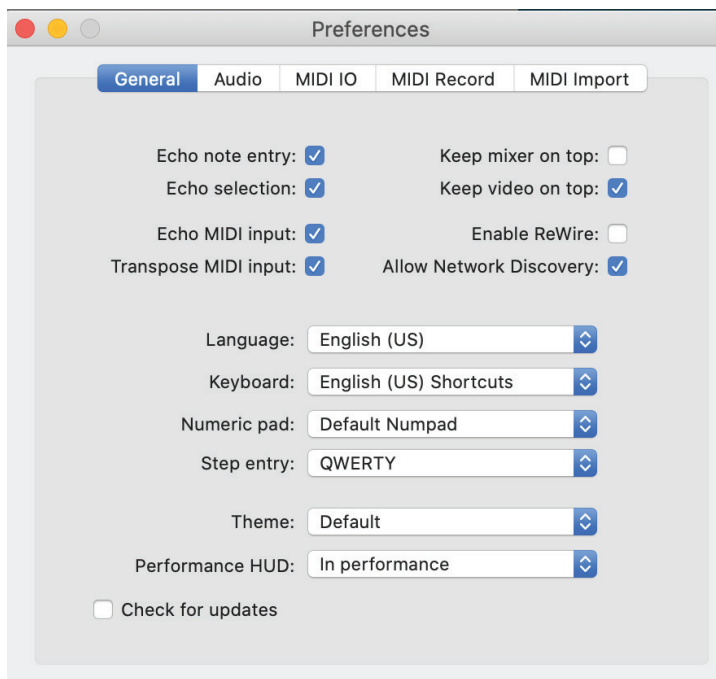 Preferences
General Audio MIDI IO MIDI Record MIDI Import
Echo note entry: Keep mixer on top:
Echo selection: Keep video on top:
Echo MIDI input: Enable ReWire:
Transpose MIDI input: Allow Network Discovery:
Language: English (US)
Keyboard: English (US) Shortcuts
Numeric pad: Default Numpad
Step entry: QWERTY
Theme: Default
Performance HUD: In performance
Check for updates